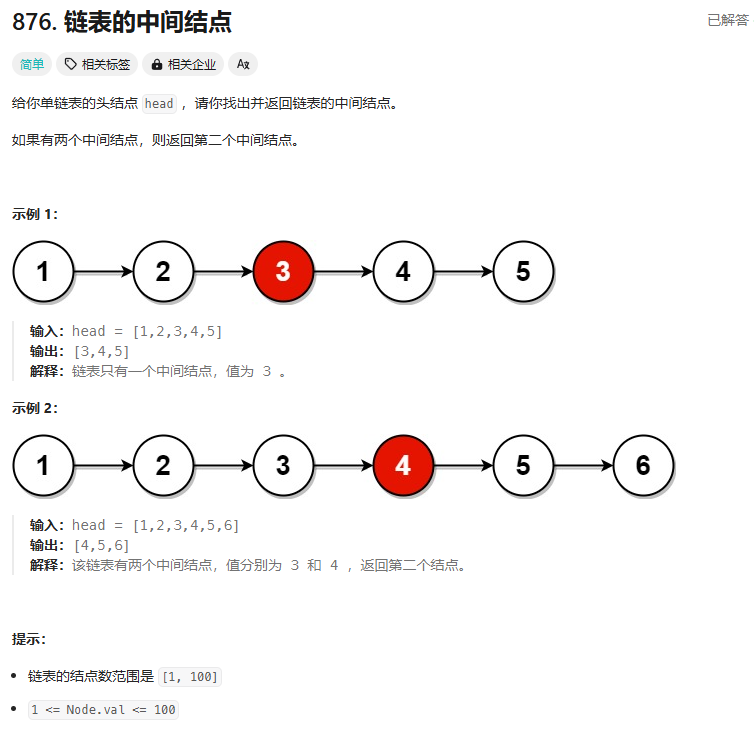 876. 链表的中间结点
已解答
简单 相关标签 相关企业 A文
给你单链表的头结点 head ，请你找出并返回链表的中间结点。
如果有两个中间结点，则返回第二个中间结点。
示例 1：
1 2 3 4 5
输入：head = [1,2,3,4,5]
输出：[3,4,5]
解释：链表只有一个中间结点，值为 3 。
示例 2：
1 2 3 4 5 6
输入：head = [1,2,3,4,5,6]
输出：[4,5,6]
解释：该链表有两个中间结点，值分别为 3 和 4 ，返回第二个结点。
提示：
• 链表的结点数范围是 [1, 100]
• 1 <= Node.val <= 100